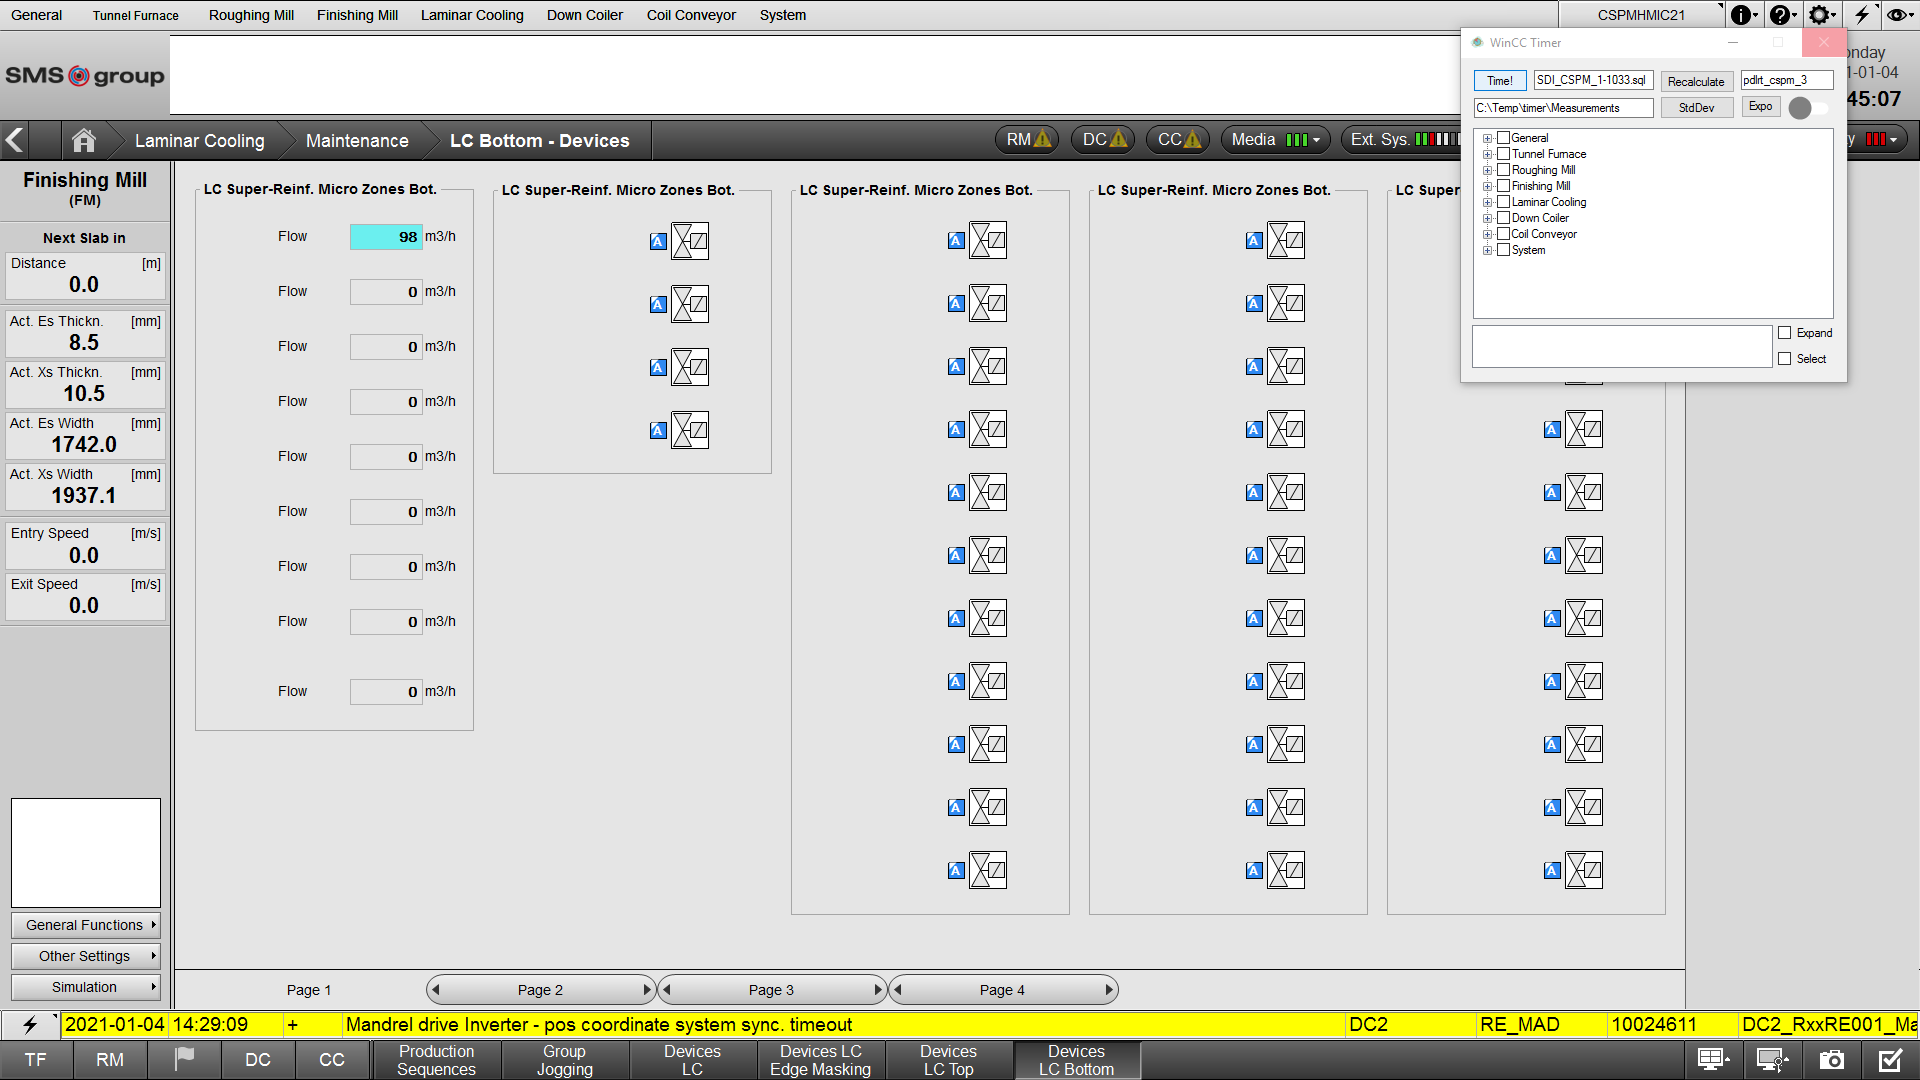 General Tunnel Furnace Roughing Mill Finishing Mill Laminar Cooling Down Coiler Coil Conveyor System CSPMHMIC21
SMS group
WinCC Timer
Time! SDI_CSPM_1-1033.sql Recalculate pdlrt_cspm_3
C:\Temp\timer\Measurements StdDev Expo
General
Tunnel Furnace
Roughing Mill
Finishing Mill
Laminar Cooling
Down Coiler
Coil Conveyor
System
Expand
Select
onday
1-01-04
45:07
Laminar Cooling Maintenance LC Bottom - Devices RM DC CC Media Ext. Sys. y
Finishing Mill
(FM)
Next Slab in
Distance [m]
0.0
Act. Es Thickn. [mm]
8.5
Act. Xs Thickn. [mm]
10.5
Act. Es Width [mm]
1742.0
Act. Xs Width [mm]
1937.1
Entry Speed [m/s]
0.0
Exit Speed [m/s]
0.0
General Functions
Other Settings
Simulation
LC Super-Reinf. Micro Zones Bot.
Flow 98 m3/h
Flow 0 m3/h
Flow 0 m3/h
Flow 0 m3/h
Flow 0 m3/h
Flow 0 m3/h
Flow 0 m3/h
Flow 0 m3/h
Flow 0 m3/h
LC Super-Reinf. Micro Zones Bot.
A
A
A
A
LC Super-Reinf. Micro Zones Bot.
A
A
A
A
A
A
A
A
A
A
A
LC Super-Reinf. Micro Zones Bot.
A
A
A
A
A
A
A
A
A
A
A
LC Super
A
A
A
A
A
A
A
A
Page 1 Page 2 Page 3 Page 4
2021-01-04 14:29:09 + Mandrel drive Inverter - pos coordinate system sync. timeout DC2 RE_MAD 10024611 DC2_RxxRE001_Ma
TF RM DC CC
Production
Sequences
Group
Jogging
Devices
LC
Devices LC
Edge Masking
Devices
LC Top
Devices
LC Bottom